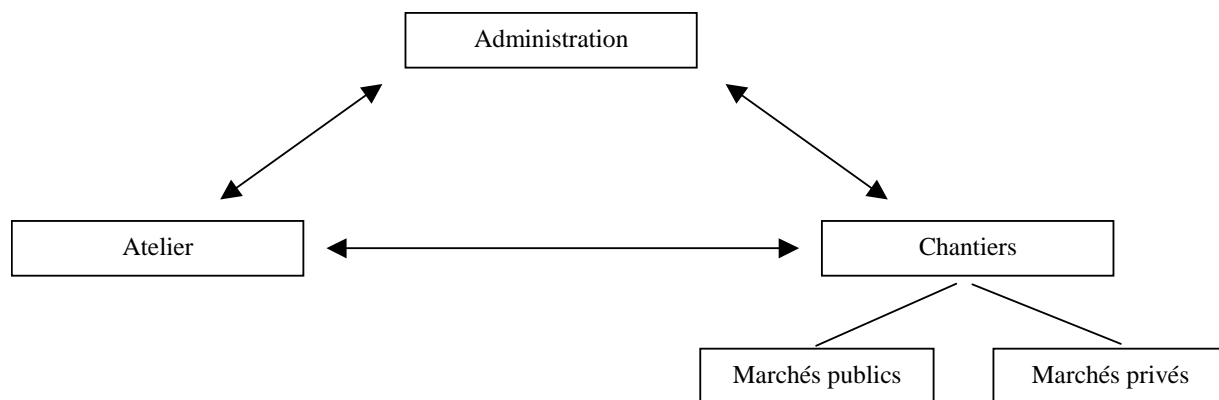 Administration
Atelier
Chantiers
Marchés publics
Marchés privés